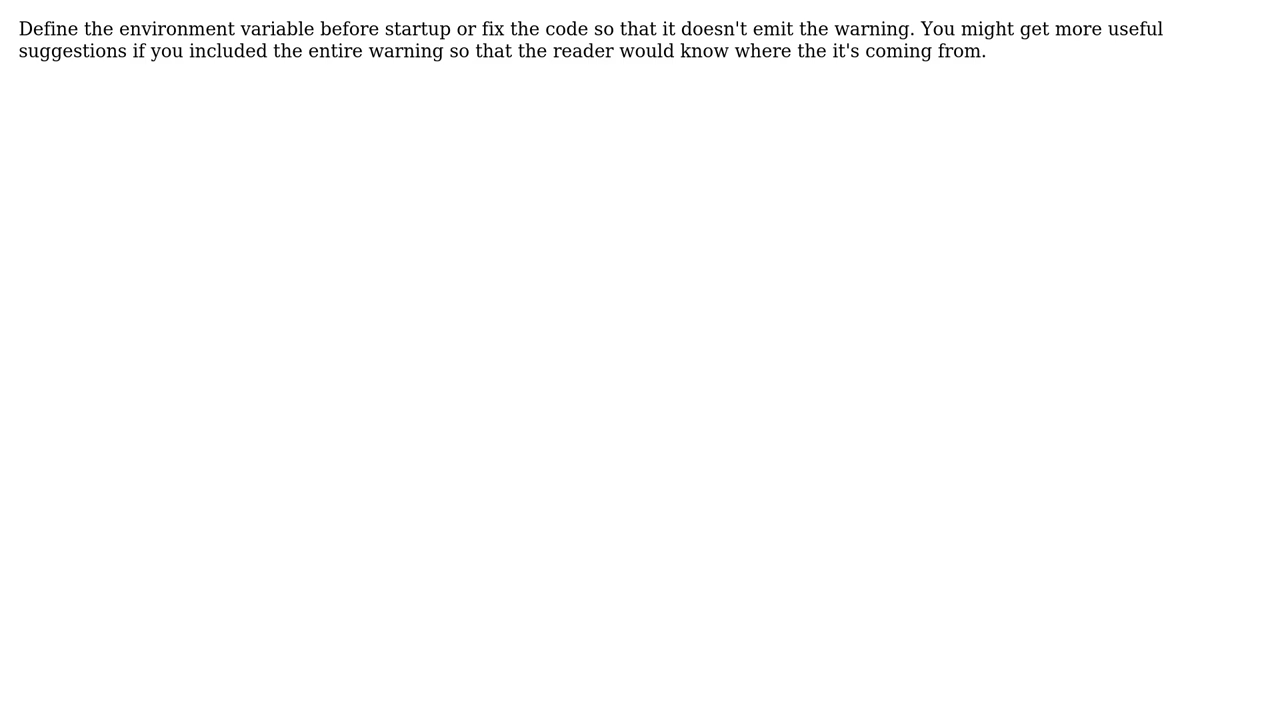 Define the environment variable before startup or fix the code so that it doesn't emit the warning. You might get more useful
suggestions if you included the entire warning so that the reader would know where the it's coming from.